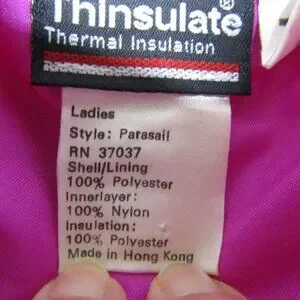 Thinsulate®
Thermal Insulation
Ladies
Style: Parasail
RN 37037
Shell/Lining
100% Polyester
Innerlayer:
100% Nylon
Insulation:
100% Polyester
Made in Hong Kong